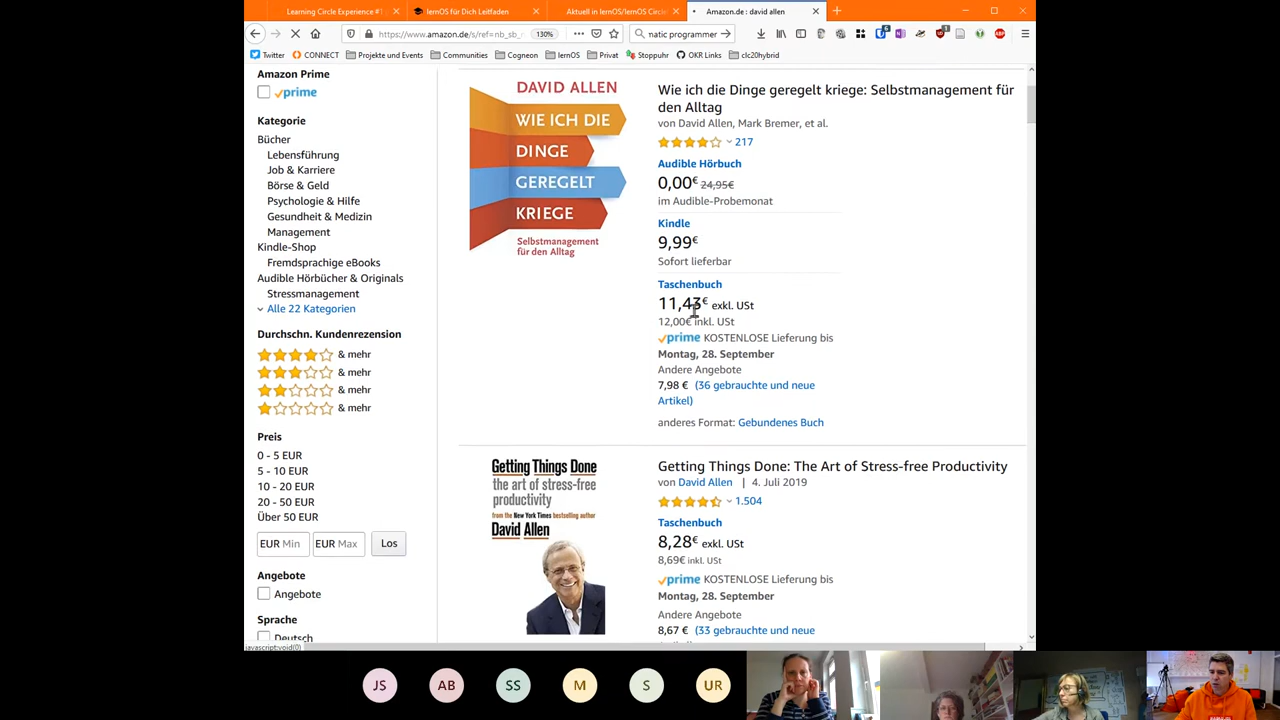 Learning Circle Experience #1
lernOS für Dich Leitfaden
Aktuell in lernOS/lernOS Circle
Amazon.de : david allen
https://www.amazon.de/s/ref=nb_sb_
130%
natic programmer
Twitter
CONNECT
Projekte und Events
Communities
Cogneon
lernOS
Privat
Stoppuhr
OKR Links
clc20hybrid
Amazon Prime
prime
Kategorie
Bücher
Lebensführung
Job & Karriere
Börse & Geld
Psychologie & Hilfe
Gesundheit & Medizin
Management
Kindle-Shop
Fremdsprachige eBooks
Audible Hörbücher & Originals
Stressmanagement
Alle 22 Kategorien
Durchschn. Kundenrezension
& mehr
& mehr
& mehr
& mehr
Preis
0 - 5 EUR
5 - 10 EUR
10 - 20 EUR
20 - 50 EUR
Über 50 EUR
EUR Min
EUR Max
Los
Angebote
Angebote
Sprache
Deutsch
javascript:void(0)
DAVID ALLEN
WIE ICH DIE
DINGE
GEREGELT
KRIEGE
Selbstmanagement
für den Alltag
Wie ich die Dinge geregelt kriege: Selbstmanagement für
den Alltag
von David Allen, Mark Bremer, et al.
217
Audible Hörbuch
0,00€ 24,95€
im Audible-Probemonat
Kindle
9,99€
Sofort lieferbar
Taschenbuch
11,43€ exkl. USt
12,00€ inkl. USt
prime KOSTENLOSE Lieferung bis
Montag, 28. September
Andere Angebote
7,98 € (36 gebrauchte und neue
Artikel)
anderes Format: Gebundenes Buch
Getting Things Done
the art of stress-free
productivity
from the New York Times bestselling author
David Allen
Getting Things Done: The Art of Stress-free Productivity
von David Allen | 4. Juli 2019
1.504
Taschenbuch
8,28€ exkl. USt
8,69€ inkl. USt
prime KOSTENLOSE Lieferung bis
Montag, 28. September
Andere Angebote
8,67 € (33 gebrauchte und neue
JS
AB
SS
M
S
UR